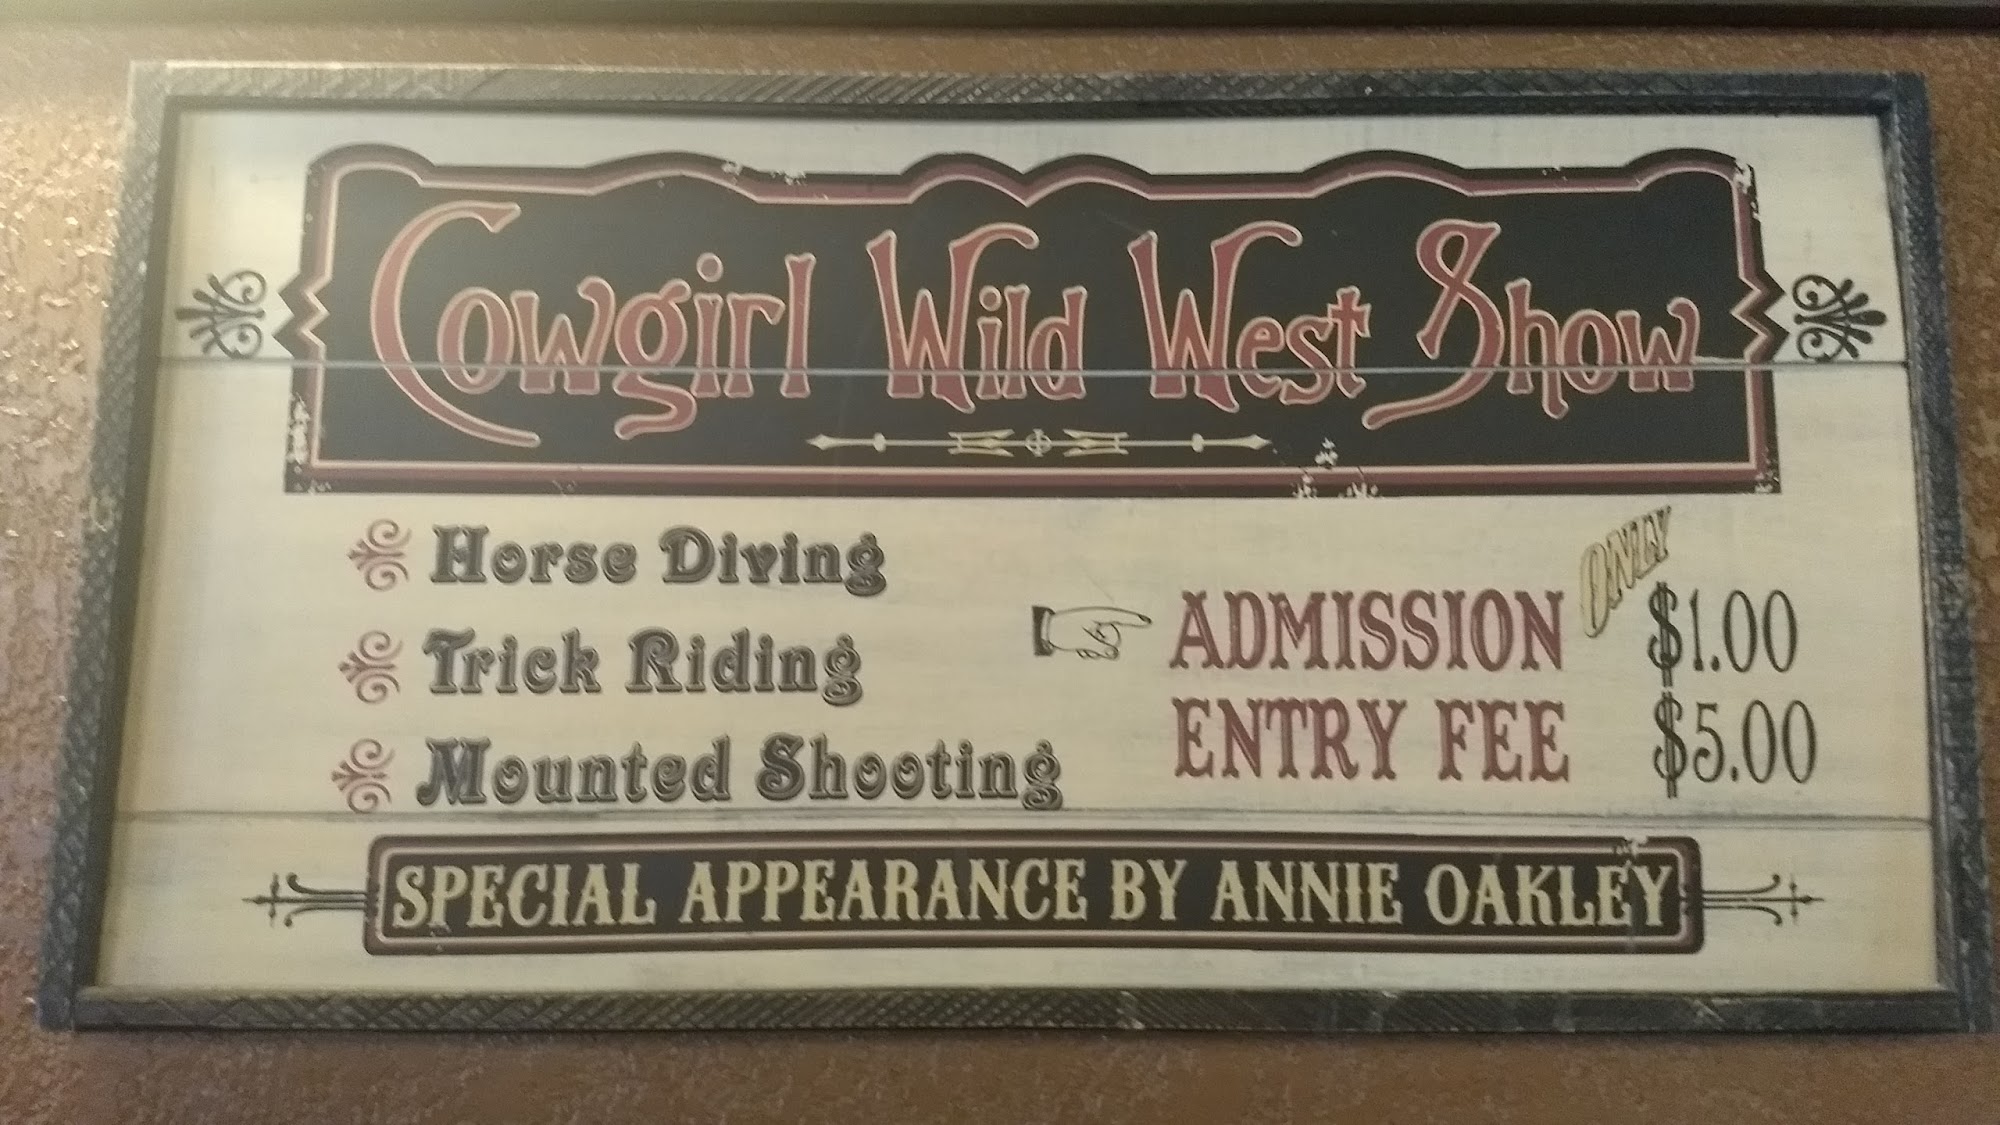 Cowgirl Wild West Show
Horse Diving
Trick Riding
Mounted Shooting
ONLY
ADMISSION $1.00
ENTRY FEE $5.00
SPECIAL APPEARANCE BY ANNIE OAKLEY